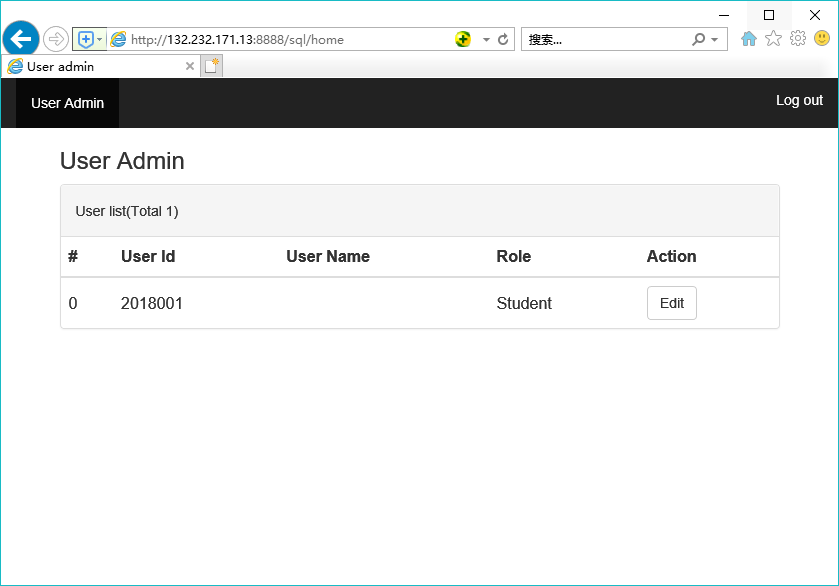 http://132.232.171.13:8888/sql/home
搜索...
User admin
User Admin
Log out
User Admin
User list(Total 1)
# User Id User Name Role Action
0 2018001 Student Edit